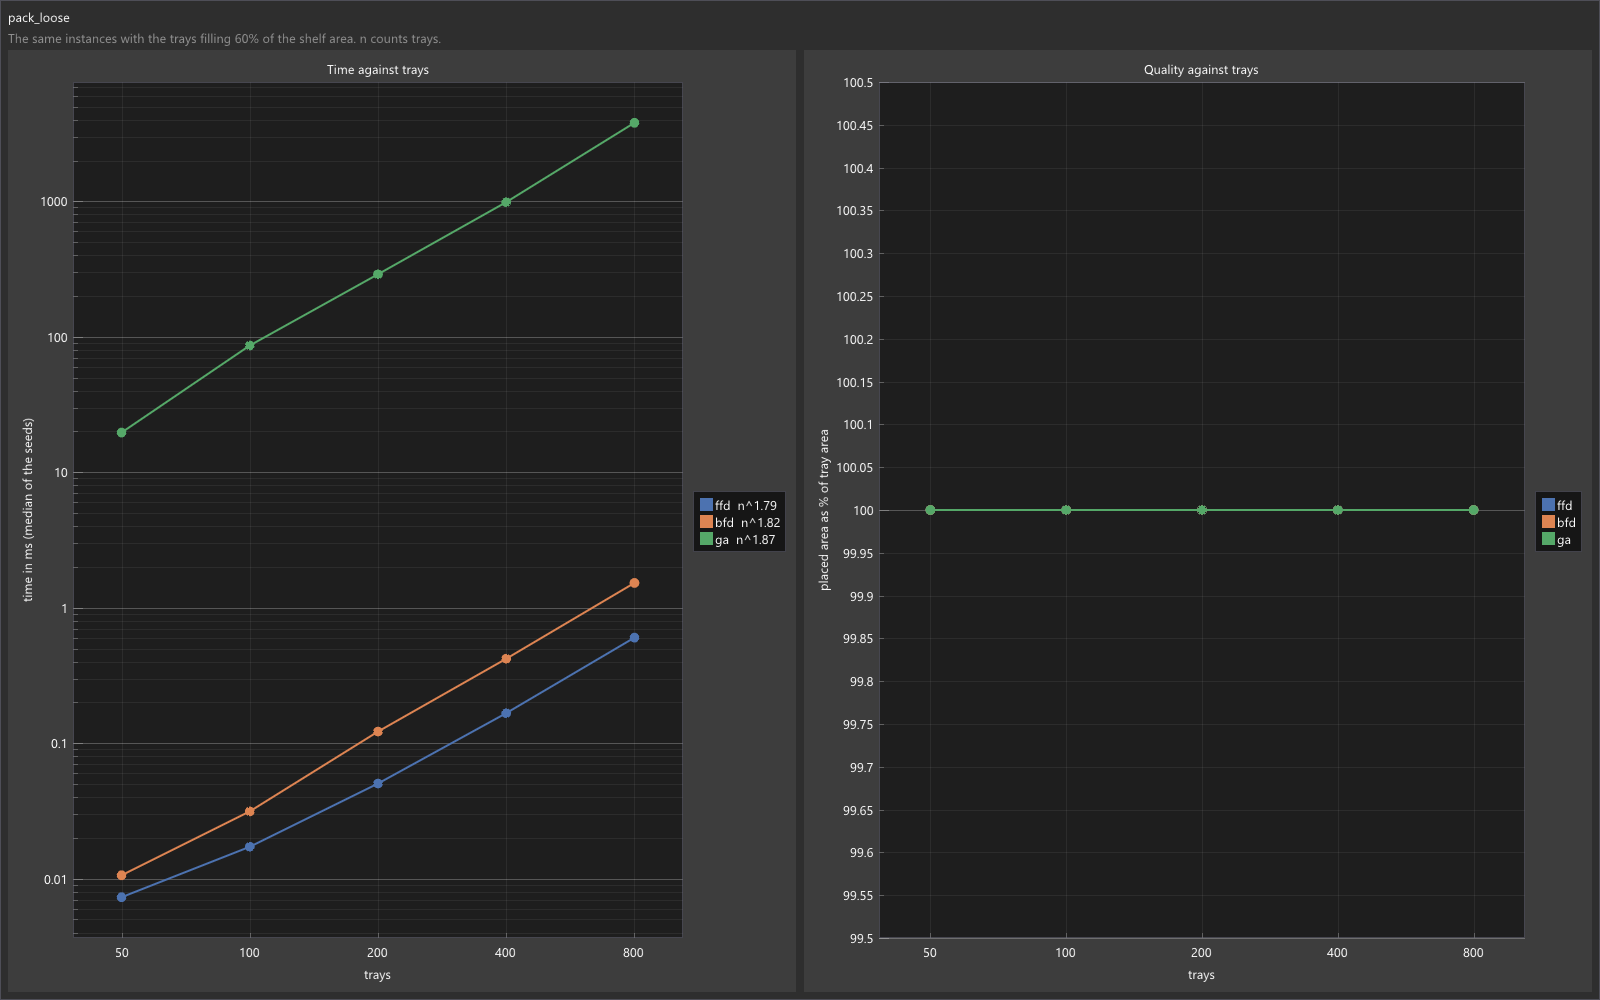 pack_loose
The same instances with the trays filling 60% of the shelf area. n counts trays.
Time against trays
1000
100
10
1
0.1
0.01
time in ms (median of the seeds)
50 100 200 400 800
trays
ffd n^1.79
bfd n^1.82
ga n^1.87
Quality against trays
100.5
100.45
100.4
100.35
100.3
100.25
100.2
100.15
100.1
100.05
100
99.95
99.9
99.85
99.8
99.75
99.7
99.65
99.6
99.55
99.5
placed area as % of tray area
50 100 200 400 800
trays
ffd
bfd
ga